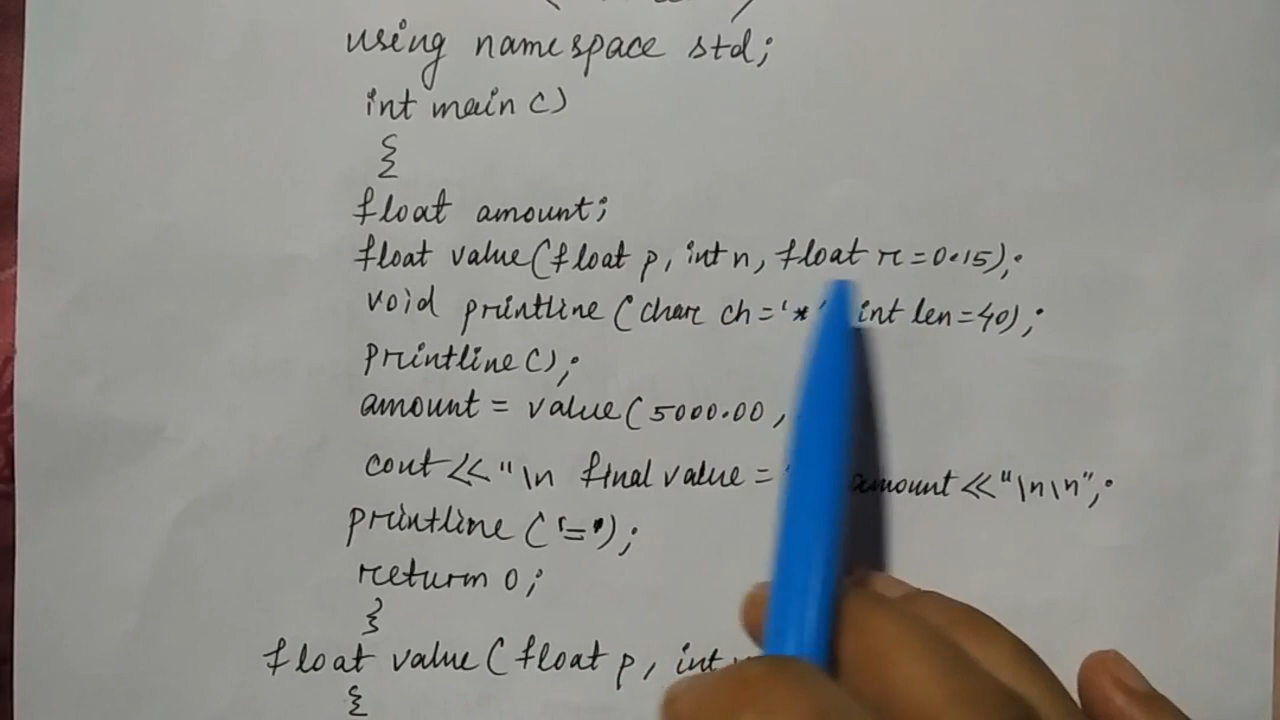 using namespace std;
int main()
{
float amount;
float value(float p, int n, float r=0.15);
void printline (char ch='*' int len=40);
printline();
amount = value(5000.00,
cout<<"\n final value = amount<<"\n\n";
printline ('=');
return 0;
}
float value (float p, int
{